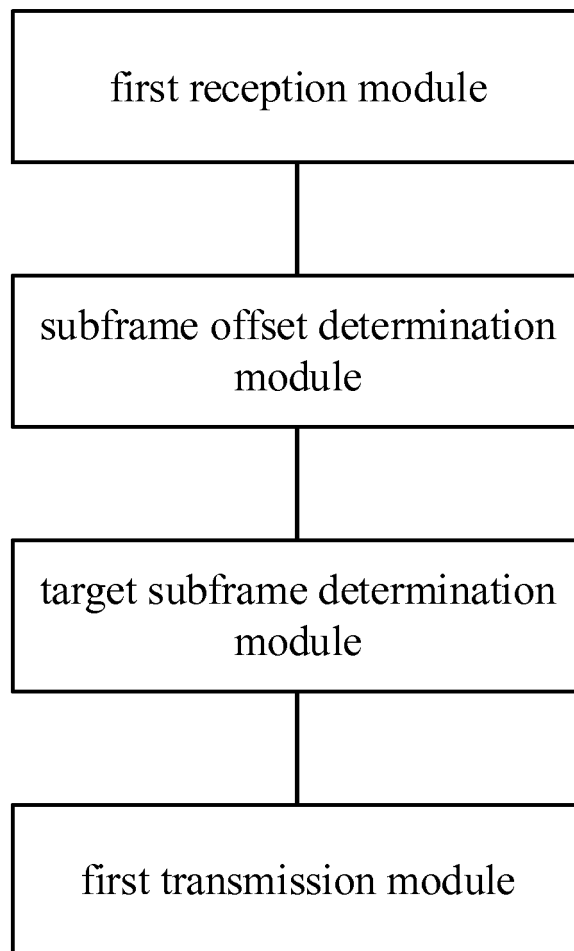 first reception module
subframe offset determination
module
target subframe determination
module
first transmission module